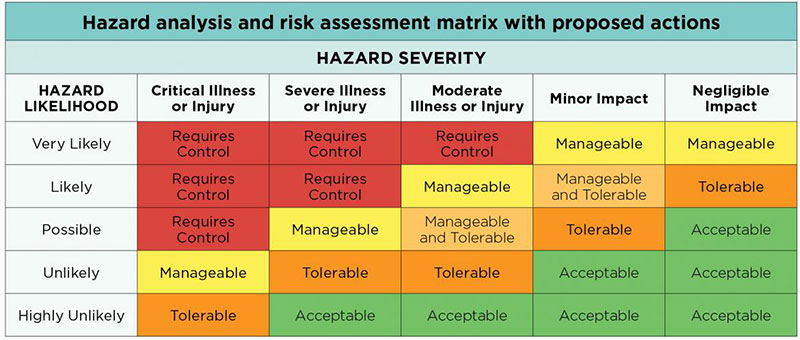 Hazard analysis and risk assessment matrix with proposed actions
HAZARD SEVERITY
HAZARD LIKELIHOOD Critical Illness or Injury Severe Illness or Injury Moderate Illness or Injury Minor Impact Negligible Impact
Very Likely Requires Control Requires Control Requires Control Manageable Manageable
Likely Requires Control Requires Control Manageable Manageable and Tolerable Tolerable
Possible Requires Control Manageable Manageable and Tolerable Tolerable Acceptable
Unlikely Manageable Tolerable Tolerable Acceptable Acceptable
Highly Unlikely Tolerable Acceptable Acceptable Acceptable Acceptable